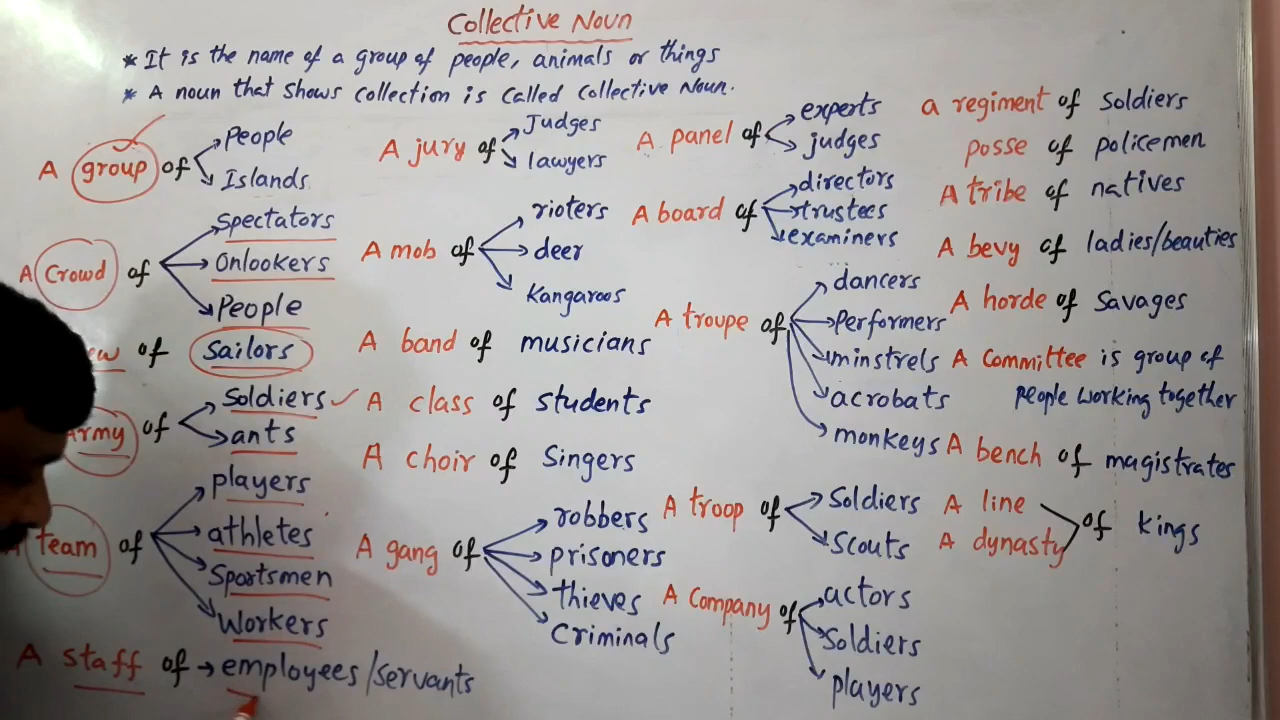 Collective Noun
* It is the name of a group of people, animals or things
* A noun that shows collection is called collective Noun.
A group of
People
Islands
A Crowd of
Spectators
Onlookers
People
ew of Sailors
Army of
Soldiers
ants
team of
players
athletes
Sportsmen
Workers
A staff of → employees/servants
A jury of
Judges
lawyers
A mob of
rioters
deer
Kangaroos
A band of musicians
A class of students
A choir of Singers
A gang of
robbers
prisoners
thieves
Criminals
A panel of
experts
judges
A board of
directors
trustees
examiners
A troupe of
dancers
Performers
minstrels
acrobats
monkeys
A troop of
Soldiers
Scouts
A Company of
actors
Soldiers
players
a regiment of Soldiers
posse of policemen
A tribe of natives
A bevy of ladies/beauties
A horde of Savages
A Committee is group of
people working together
A bench of magistrates
A line
A dynasty
of kings